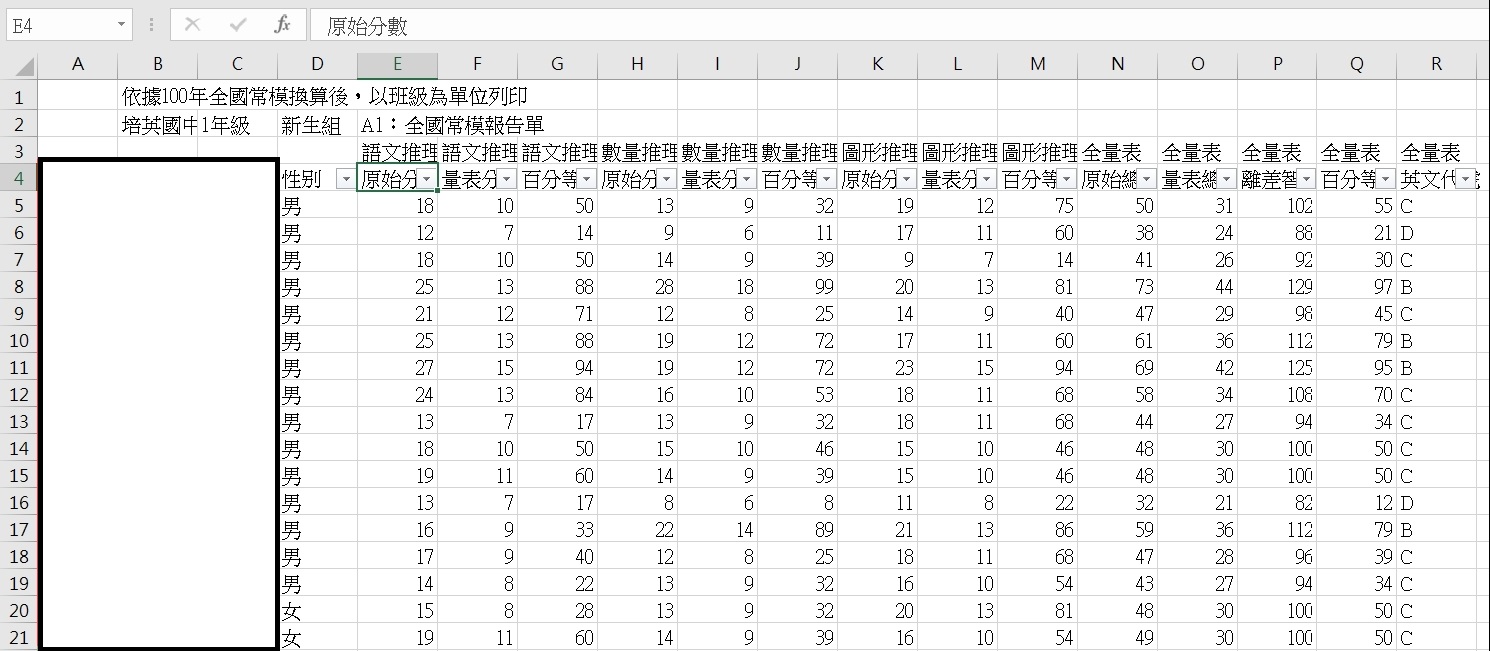 E4 fx 原始分數
A B C D E F G H I J K L M N O P Q R
1 依據100年全國常模換算後，以班級為單位列印
2 培英國中 1年級 新生組 A1：全國常模報告單
3 語文推理 語文推理 語文推理 數量推理 數量推理 數量推理 圖形推理 圖形推理 圖形推理 全量表 全量表 全量表 全量表 全量表
4 性別 原始分 量表分 百分等 原始分 量表分 百分等 原始分 量表分 百分等 原始總 量表總 離差智 百分等 英文代
5 男 18 10 50 13 9 32 19 12 75 50 31 102 55 C
6 男 12 7 14 9 6 11 17 11 60 38 24 88 21 D
7 男 18 10 50 14 9 39 9 7 14 41 26 92 30 C
8 男 25 13 88 28 18 99 20 13 81 73 44 129 97 B
9 男 21 12 71 12 8 25 14 9 40 47 29 98 45 C
10 男 25 13 88 19 12 72 17 11 60 61 36 112 79 B
11 男 27 15 94 19 12 72 23 15 94 69 42 125 95 B
12 男 24 13 84 16 10 53 18 11 68 58 34 108 70 C
13 男 13 7 17 13 9 32 18 11 68 44 27 94 34 C
14 男 18 10 50 15 10 46 15 10 46 48 30 100 50 C
15 男 19 11 60 14 9 39 15 10 46 48 30 100 50 C
16 男 13 7 17 8 6 8 11 8 22 32 21 82 12 D
17 男 16 9 33 22 14 89 21 13 86 59 36 112 79 B
18 男 17 9 40 12 8 25 18 11 68 47 28 96 39 C
19 男 14 8 22 13 9 32 16 10 54 43 27 94 34 C
20 女 15 8 28 13 9 32 20 13 81 48 30 100 50 C
21 女 19 11 60 14 9 39 16 10 54 49 30 100 50 C